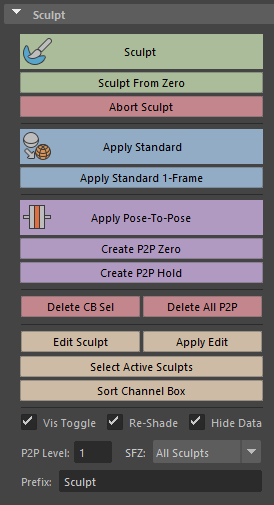 Sculpt
Sculpt
Sculpt From Zero
Abort Sculpt
Apply Standard
Apply Standard 1-Frame
Apply Pose-To-Pose
Create P2P Zero
Create P2P Hold
Delete CB Sel Delete All P2P
Edit Sculpt Apply Edit
Select Active Sculpts
Sort Channel Box
Vis Toggle Re-Shade Hide Data
P2P Level: 1 SFZ: All Sculpts
Prefix: Sculpt